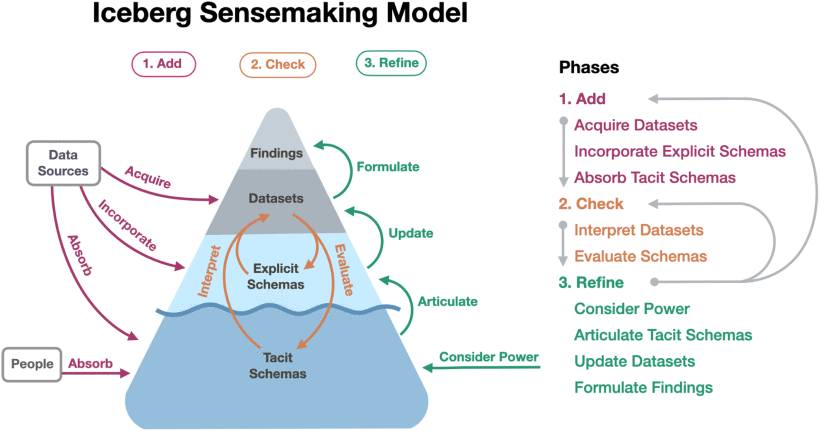 Iceberg Sensemaking Model
1. Add
2. Check
3. Refine
Findings
Datasets
Explicit
Schemas
Tacit
Schemas
Data
Sources
People
Acquire
Incorporate
Absorb
Absorb
Interpret
Evaluate
Formulate
Update
Articulate
Consider Power
Phases
1. Add
Acquire Datasets
Incorporate Explicit Schemas
Absorb Tacit Schemas
2. Check
Interpret Datasets
Evaluate Schemas
3. Refine
Consider Power
Articulate Tacit Schemas
Update Datasets
Formulate Findings